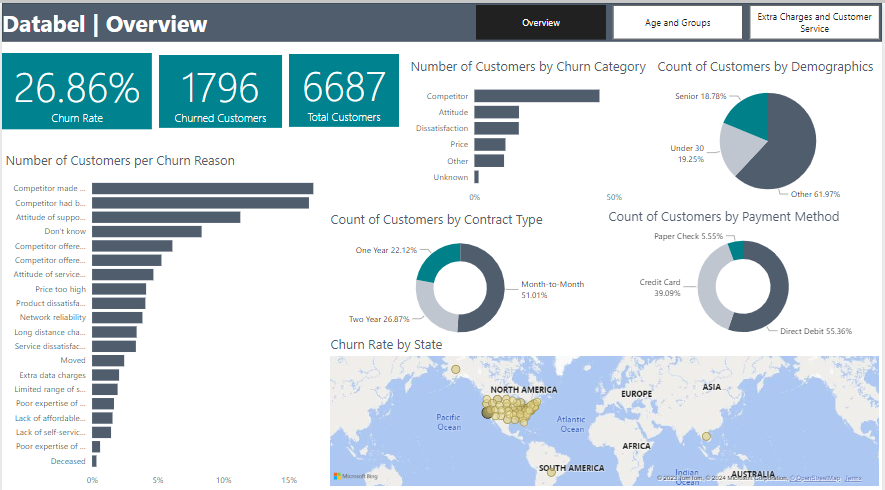 Databel | Overview
Overview
Age and Groups
Extra Charges and Customer
Service
26.86%
Churn Rate
1796
Churned Customers
6687
Total Customers
Number of Customers by Churn Category
Competitor
Attitude
Dissatisfaction
Price
Other
Unknown
0%
50%
Count of Customers by Demographics
Senior 18.78%
Under 30
19.25%
Other 61.97%
Number of Customers per Churn Reason
Competitor made ...
Competitor had b...
Attitude of suppo...
Don't know
Competitor offere...
Competitor offere...
Attitude of service...
Price too high
Product dissatisfa...
Network reliability
Long distance cha...
Service dissatisfac...
Moved
Extra data charges
Limited range of s...
Poor expertise of ...
Lack of affordable...
Lack of self-servic...
Poor expertise of ...
Deceased
0%
5%
10%
15%
Count of Customers by Contract Type
One Year 22.12%
Month-to-Month
51.01%
Two Year 26.87%
Count of Customers by Payment Method
Paper Check 5.55%
Credit Card
39.09%
Direct Debit 55.36%
Churn Rate by State
NORTH AMERICA
EUROPE
ASIA
Pacific
Ocean
Atlantic
Ocean
AFRICA
SOUTH AMERICA
Indian
Ocean
AUSTRALIA
Microsoft Bing
© 2023 TomTom, © 2024 Microsoft Corporation, © OpenStreetMap Terms